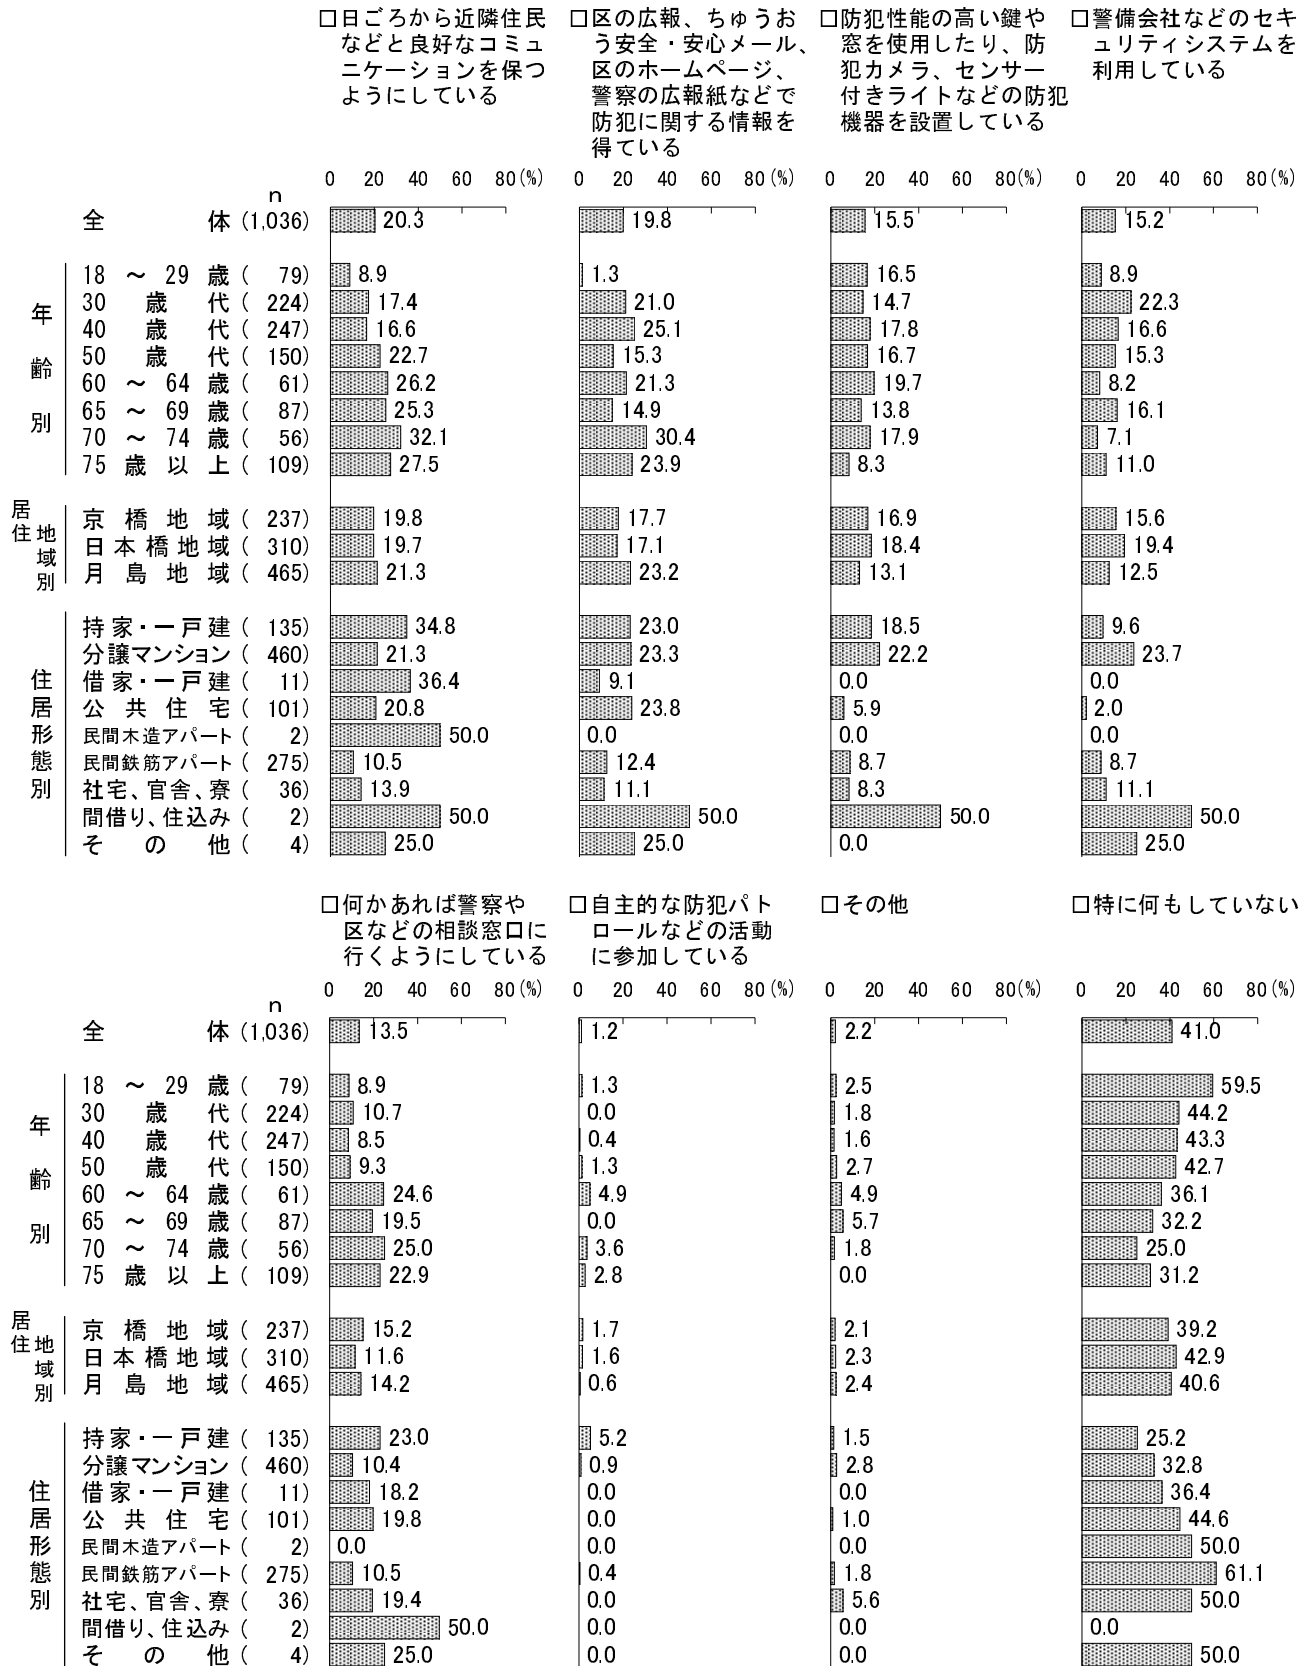 □日ごろから近隣住民
などと良好なコミュ
ニケーションを保つ
ようにしている
□区の広報、ちゅうお
う安全・安心メール、
区のホームページ、
警察の広報紙などで
防犯に関する情報を
得ている
□防犯性能の高い鍵や
窓を使用したり、防
犯カメラ、センサー
付きライトなどの防犯
機器を設置している
□警備会社などのセキ
ュリティシステムを
利用している
n 0 20 40 60 80(%) 0 20 40 60 80(%) 0 20 40 60 80(%) 0 20 40 60 80(%)
全体(1,036) 20.3 19.8 15.5 15.2
年齢別
18～29歳(79) 8.9 1.3 16.5 8.9
30歳代(224) 17.4 21.0 14.7 22.3
40歳代(247) 16.6 25.1 17.8 16.6
50歳代(150) 22.7 15.3 16.7 15.3
60～64歳(61) 26.2 21.3 19.7 8.2
65～69歳(87) 25.3 14.9 13.8 16.1
70～74歳(56) 32.1 30.4 17.9 7.1
75歳以上(109) 27.5 23.9 8.3 11.0
居住地域別
京橋地域(237) 19.8 17.7 16.9 15.6
日本橋地域(310) 19.7 17.1 18.4 19.4
月島地域(465) 21.3 23.2 13.1 12.5
住居形態別
持家・一戸建(135) 34.8 23.0 18.5 9.6
分譲マンション(460) 21.3 23.3 22.2 23.7
借家・一戸建(11) 36.4 9.1 0.0 0.0
公共住宅(101) 20.8 23.8 5.9 2.0
民間木造アパート(2) 50.0 0.0 0.0 0.0
民間鉄筋アパート(275) 10.5 12.4 8.7 8.7
社宅、官舎、寮(36) 13.9 11.1 8.3 11.1
間借り、住込み(2) 50.0 50.0 50.0 50.0
その他(4) 25.0 25.0 0.0 25.0
□何かあれば警察や
区などの相談窓口に
行くようにしている
□自主的な防犯パト
ロールなどの活動
に参加している
□その他
□特に何もしていない
n 0 20 40 60 80(%) 0 20 40 60 80(%) 0 20 40 60 80(%) 0 20 40 60 80(%)
全体(1,036) 13.5 1.2 2.2 41.0
年齢別
18～29歳(79) 8.9 1.3 2.5 59.5
30歳代(224) 10.7 0.0 1.8 44.2
40歳代(247) 8.5 0.4 1.6 43.3
50歳代(150) 9.3 1.3 2.7 42.7
60～64歳(61) 24.6 4.9 4.9 36.1
65～69歳(87) 19.5 0.0 5.7 32.2
70～74歳(56) 25.0 3.6 1.8 25.0
75歳以上(109) 22.9 2.8 0.0 31.2
居住地域別
京橋地域(237) 15.2 1.7 2.1 39.2
日本橋地域(310) 11.6 1.6 2.3 42.9
月島地域(465) 14.2 0.6 2.4 40.6
住居形態別
持家・一戸建(135) 23.0 5.2 1.5 25.2
分譲マンション(460) 10.4 0.9 2.8 32.8
借家・一戸建(11) 18.2 0.0 0.0 36.4
公共住宅(101) 19.8 0.0 1.0 44.6
民間木造アパート(2) 0.0 0.0 0.0 50.0
民間鉄筋アパート(275) 10.5 0.4 1.8 61.1
社宅、官舎、寮(36) 19.4 0.0 5.6 50.0
間借り、住込み(2) 50.0 0.0 0.0 0.0
その他(4) 25.0 0.0 0.0 50.0